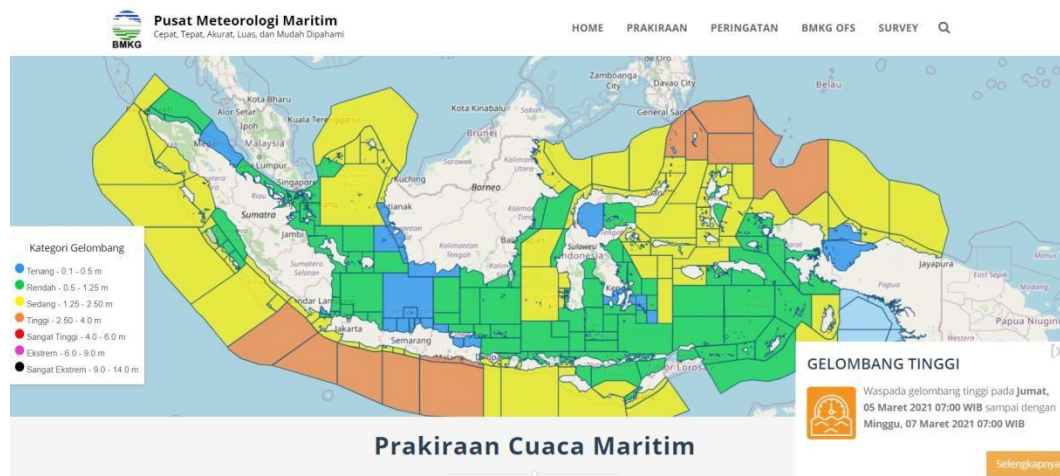 BMKG
Pusat Meteorologi Maritim
Cepat, Tepat, Akurat, Luas, dan Mudah Dipahami
HOME PRAKIRAAN PERINGATAN BMKG OFS SURVEY
Zamboanga City
Davao City
Belau
Kota Bharu
Alor Setar
Ipoh
Kuala Terengganu
Kota Kinabalu
Sabah
Malaysia
Brunei
Singapore
Kuching
Sarawak
Borneo
Riau
Sumatra
Jambi
Kalimantan Tengah
Sulawesi
Indonesia
Sumatera Selatan
Jakarta
Semarang
Papua
Jayapura
East Sepik
Madang
Papua Niugini
Western
Kategori Gelombang
Tenang - 0.1 - 0.5 m
Rendah - 0.5 - 1.25 m
Sedang - 1.25 - 2.50 m
Tinggi - 2.50 - 4.0 m
Sangat Tinggi - 4.0 - 6.0 m
Ekstrem - 6.0 - 9.0 m
Sangat Ekstrem - 9.0 - 14.0 m
GELOMBANG TINGGI
Waspada gelombang tinggi pada Jumat,
05 Maret 2021 07:00 WIB sampai dengan
Minggu, 07 Maret 2021 07:00 WIB
Selengkapnya
Prakiraan Cuaca Maritim